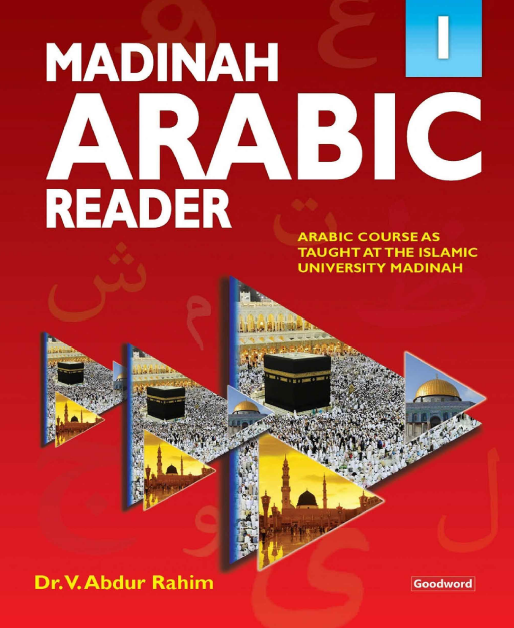 I
MADINAH
ARABIC
READER
ARABIC COURSE AS
TAUGHT AT THE ISLAMIC
UNIVERSITY MADINAH
ه
ع
ت
ظ
ش
م
ج
و
ي
ل
Dr. V. Abdur Rahim
Goodword